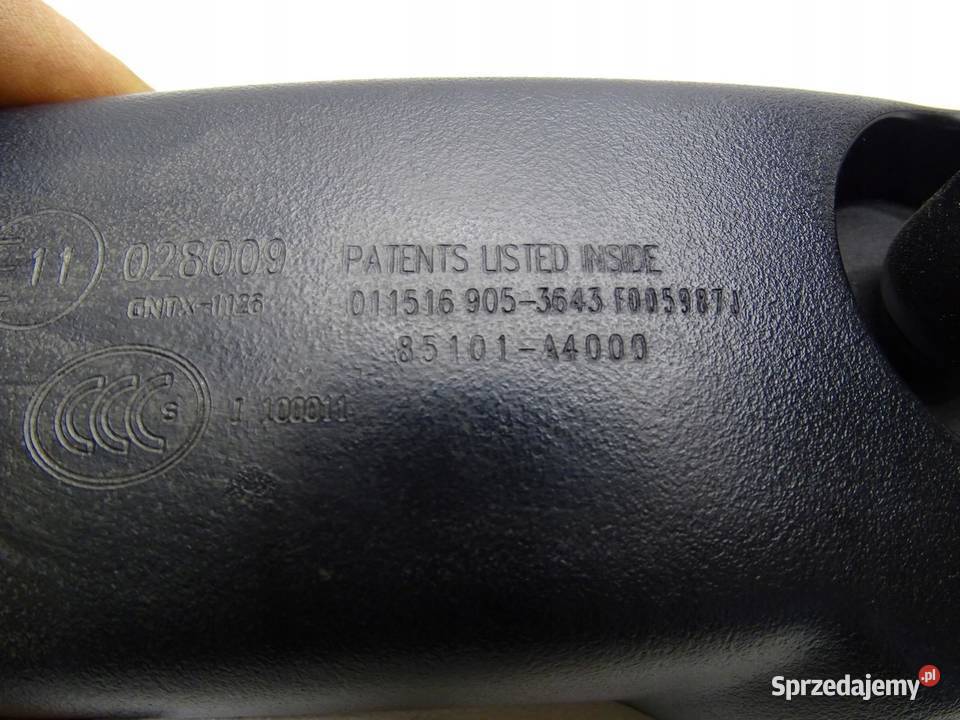 E11 028009
GNTX-1126
PATENTS LISTED INSIDE
011516 905-3643 F005987J
85101-A4000
CCC S
J 100011
Sprzedajemy.pl